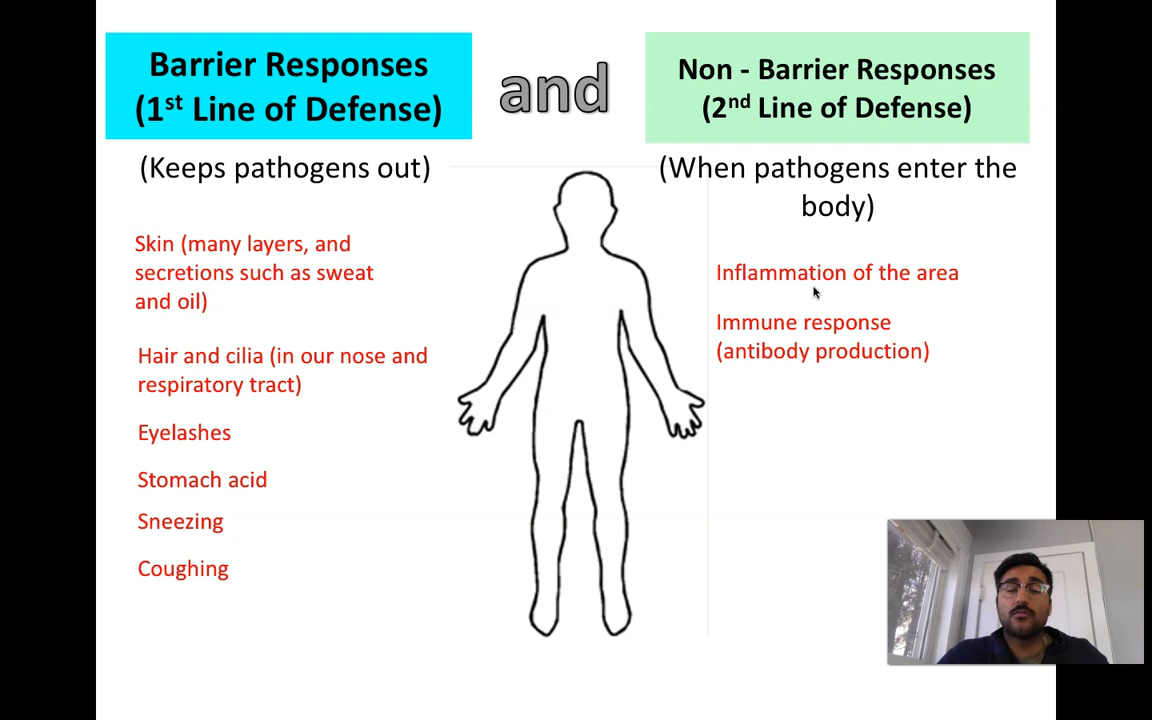 Barrier Responses
(1st Line of Defense)
and
Non - Barrier Responses
(2nd Line of Defense)
(Keeps pathogens out)
(When pathogens enter the
body)
Skin (many layers, and
secretions such as sweat
and oil)
Hair and cilia (in our nose and
respiratory tract)
Eyelashes
Stomach acid
Sneezing
Coughing
Inflammation of the area
Immune response
(antibody production)